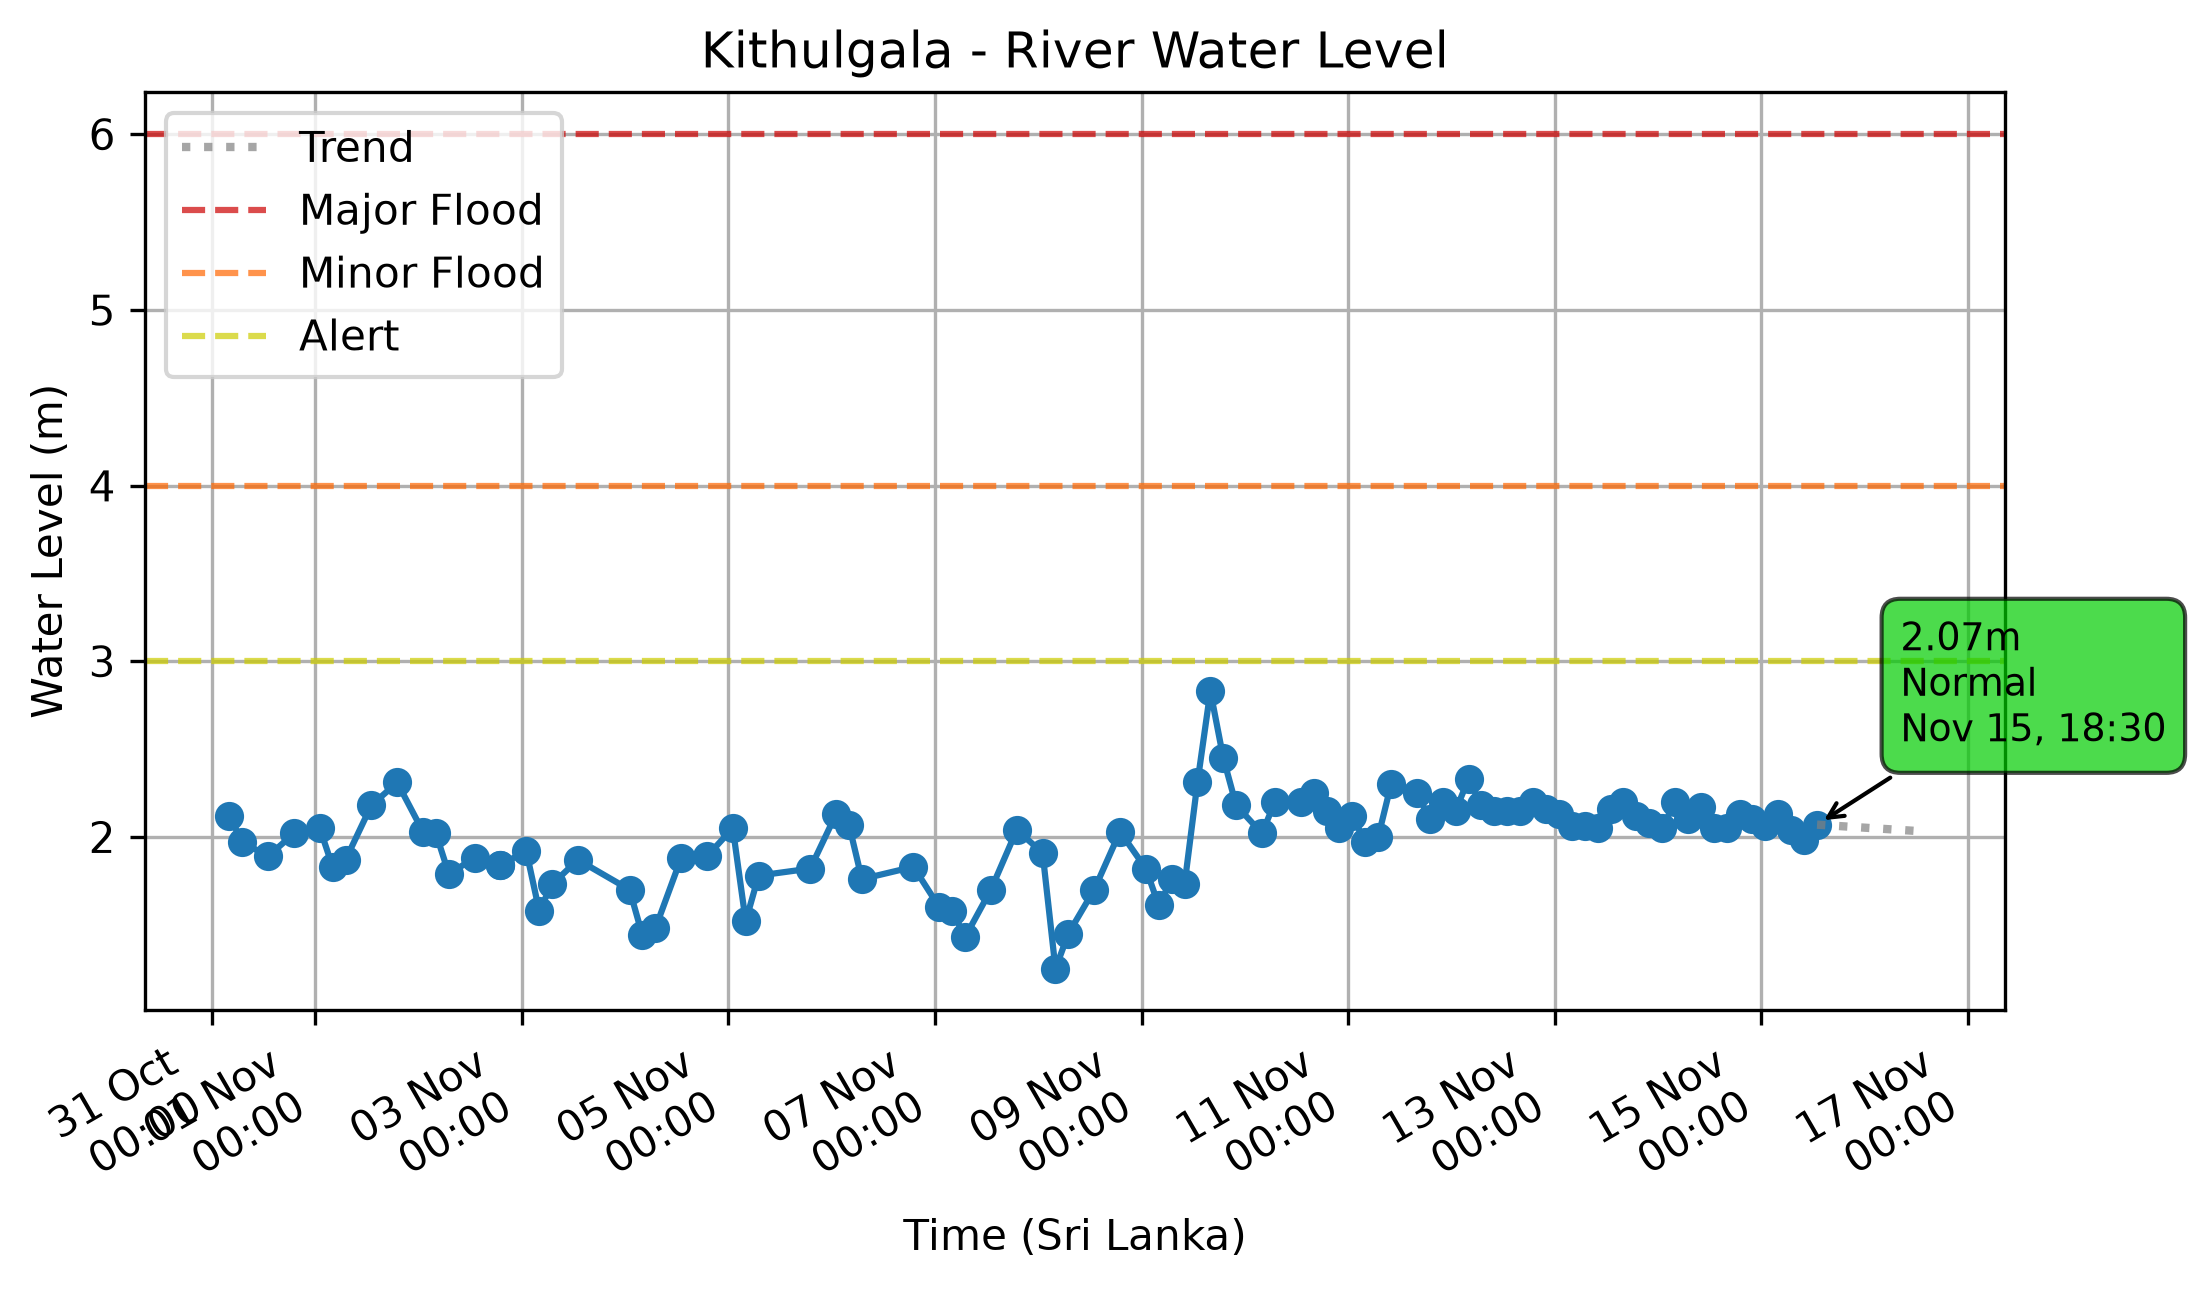 Kithulgala - River Water Level
Trend
Major Flood
Minor Flood
Alert
Water Level (m)
6
5
4
3
2
2.07m
Normal
Nov 15, 18:30
31 Oct
00:00
01 Nov
00:00
03 Nov
00:00
05 Nov
00:00
07 Nov
00:00
09 Nov
00:00
11 Nov
00:00
13 Nov
00:00
15 Nov
00:00
17 Nov
00:00
Time (Sri Lanka)